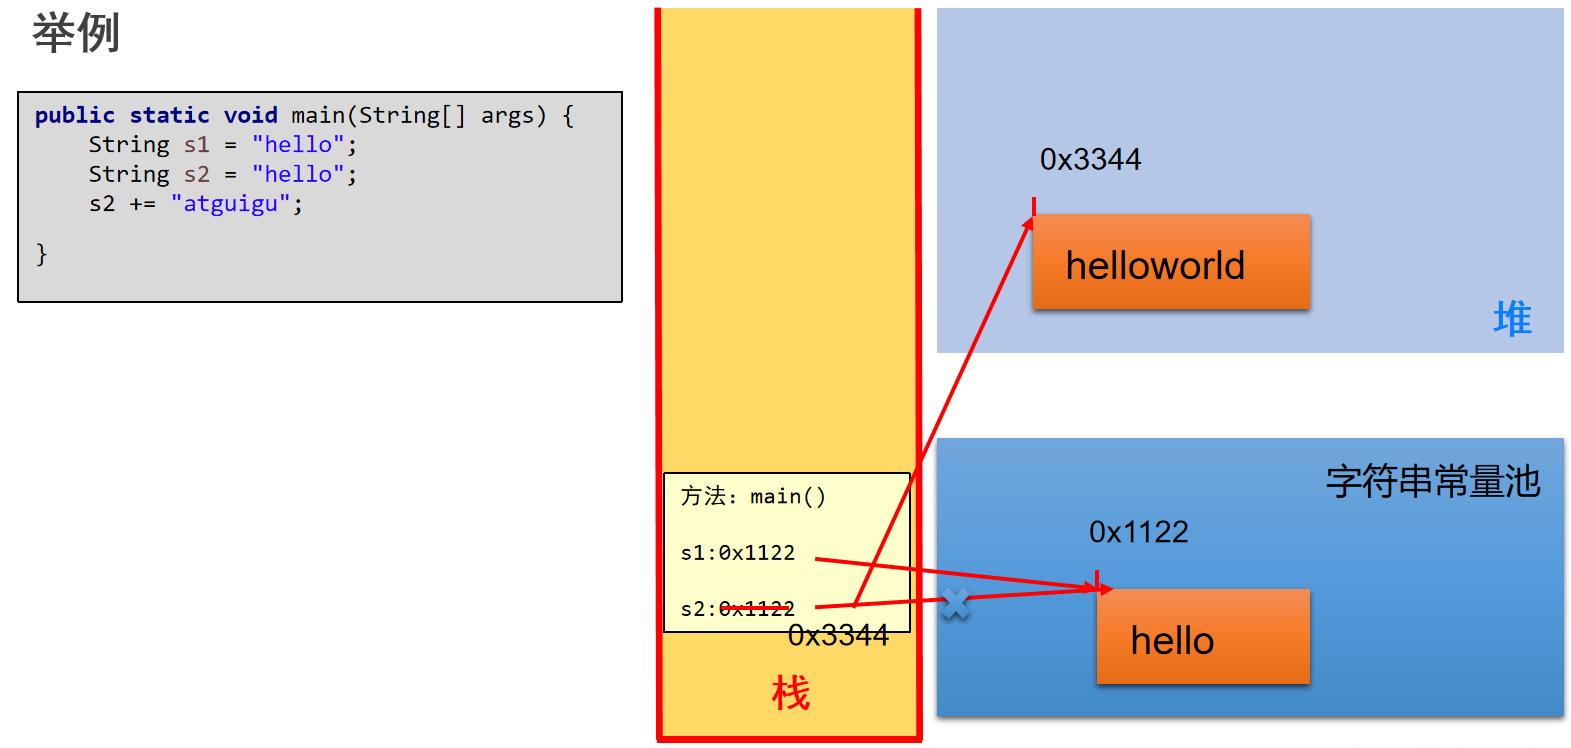 举例
public static void main(String[] args) {
String s1 = "hello";
String s2 = "hello";
s2 += "atguigu";
}
0x3344
helloworld
堆
字符串常量池
0x1122
hello
方法: main()
s1:0x1122
s2:0x1122
0x3344
栈